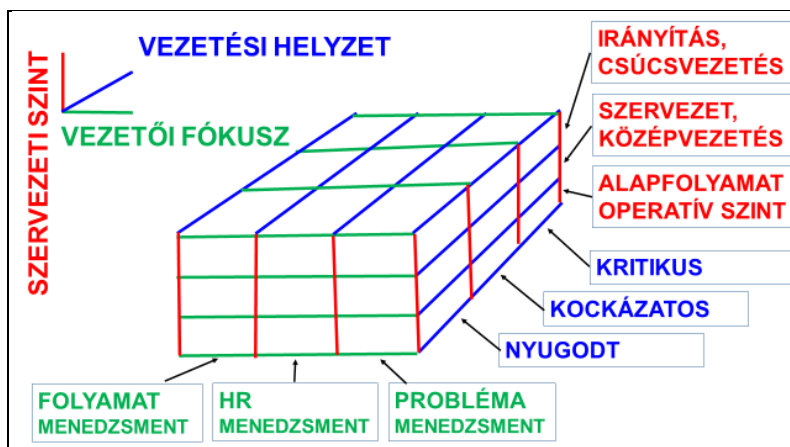 VEZETÉSI HELYZET
SZERVEZETI SZINT
VEZETŐI FÓKUSZ
IRÁNYÍTÁS,
CSÚCSVEZETÉS
SZERVEZET,
KÖZÉPVEZETÉS
ALAPFOLYAMAT
OPERATÍV SZINT
KRITIKUS
KOCKÁZATOS
NYUGODT
FOLYAMAT
MENEDZSMENT
HR
MENEDZSMENT
PROBLÉMA
MENEDZSMENT